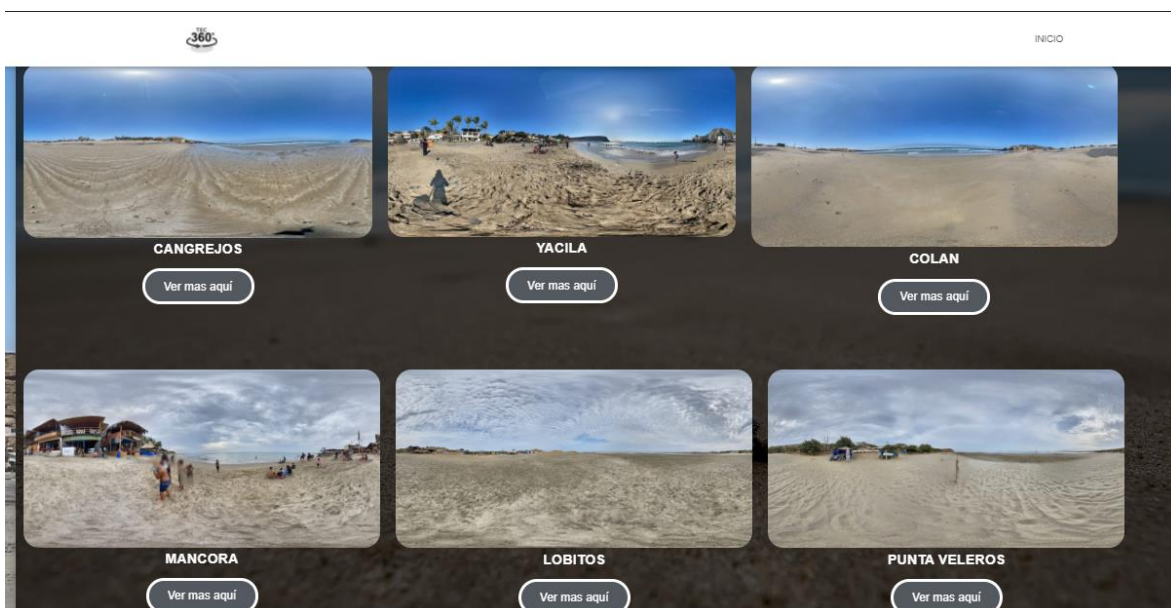 TEC
360°
INICIO
CANGREJOS
YACILA
COLAN
Ver mas aquí
Ver mas aquí
Ver mas aquí
MANCORA
LOBITOS
PUNTA VELEROS
Ver mas aquí
Ver mas aquí
Ver mas aquí